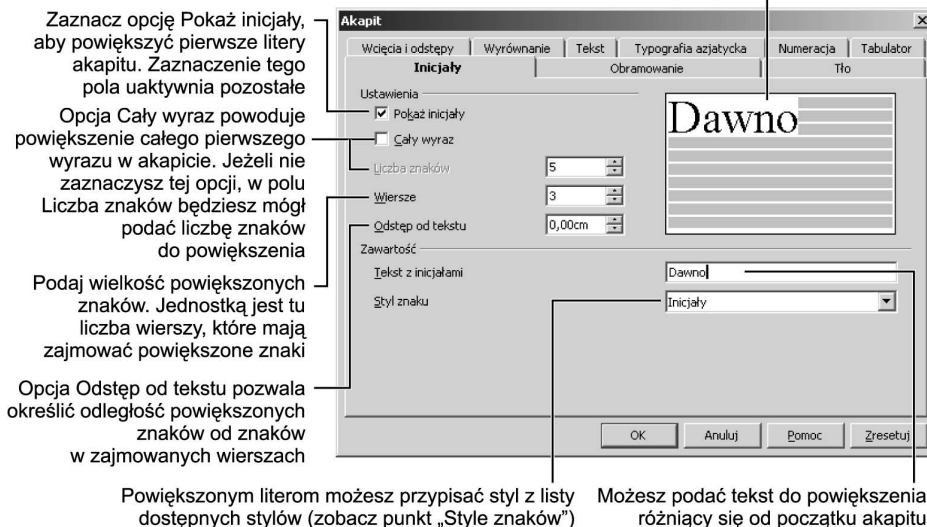 Zaznacz opcję Pokaż inicjały,
aby powiększyć pierwsze litery
akapitu. Zaznaczenie tego
pola uaktywnia pozostałe
Opcja Cały wyraz powoduje
powiększenie całego pierwszego
wyrazu w akapicie. Jeżeli nie
zaznaczysz tej opcji, w polu
Liczba znaków będziesz mógł
podać liczbę znaków
do powiększenia
Podaj wielkość powiększonych
znaków. Jednostką jest tu
liczba wierszy, które mają
zajmować powiększone znaki
Opcja Odstęp od tekstu pozwala
określić odległość powiększonych
znaków od znaków
w zajmowanych wierszach
Akapit
Wcięcia i odstępy Wyrównanie Tekst Typografia azjatycka Numeracja Tabulator
Inicjały Obramowanie Tło
Ustawienia
Pokaż inicjały
Cały wyraz
Liczba znaków 5
Wiersze 3
Odstęp od tekstu 0,00cm
Dawno
Zawartość
Tekst z inicjałami Dawno
Styl znaku Inicjały
OK Anuluj Pomoc Zresetuj
Powiększonym literom możesz przypisać styl z listy
dostępnych stylów (zobacz punkt „Style znaków”)
Możesz podać tekst do powiększenia
różniący się od początku akapitu